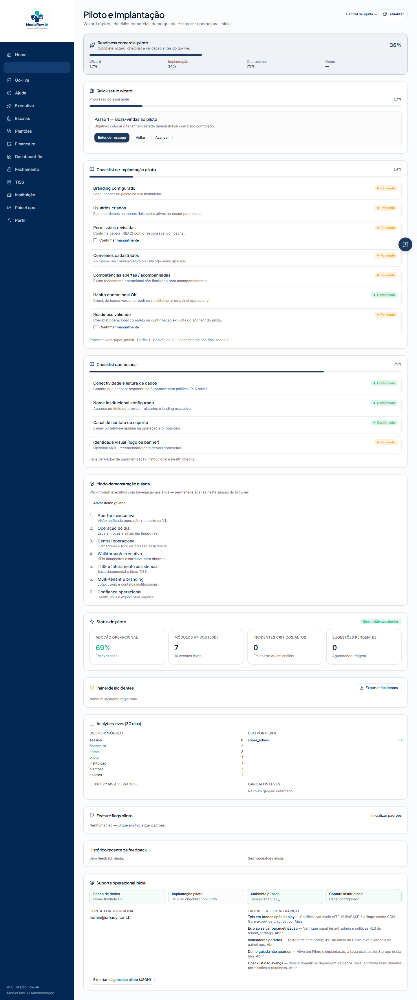 MedicFlow-IA
Home
Go-live
Ajuda
Executivo
Escalas
Plantões
Financeiro
Dashboard fin.
Fechamento
TISS
Instituição
Painel ops
Perfil
v1.0 · MedicFlow-AI
MedicFlow-AI Administração
Piloto e implantação
Wizard rápido, checklist comercial, demo guiada e suporte operacional inicial.
Central de ajuda →
Atualizar
Readiness comercial piloto
Complete wizard, checklist e validação antes do go-live.
36%
Wizard
17%
Implantação
14%
Operacional
75%
Demo
—
Quick setup wizard
Progresso do assistente
17%
Passo 1 — Boas-vindas ao piloto
Objetivo: colocar o tenant em estado demonstrável com risco controlado.
Entender escopo
Voltar
Avançar
Checklist de implantação piloto
14%
Branding configurado
Logo, banner ou paleta na tela Instituição.
Pendente
Usuários criados
Recomendamos ao menos dois perfis ativos no tenant para piloto.
Pendente
Permissões revisadas
Confirme papéis (RBAC) com o responsável do hospital.
Confirmar manualmente
Pendente
Convênios cadastrados
Ao menos um convênio ativo ou catálogo demo aplicado.
Pendente
Competências abertas / acompanhadas
Existe fechamento operacional não finalizado para acompanhamento.
Pendente
Health operacional OK
Check de banco verde no readiness institucional ou painel operacional.
Confirmado
Readiness validado
Checklist operacional completo ou confirmação explícita do sponsor do piloto.
Confirmar manualmente
Pendente
Papéis ativos: super_admin · Perfis: 1 · Convênios: 0 · Fechamentos não finalizados: 0
Checklist operacional
75%
Conectividade e leitura de dados
Garante que o tenant responde no Supabase com políticas RLS ativas.
Confirmado
Nome institucional configurado
Aparece no título do browser, relatórios e landing executiva.
Confirmado
Canal de contato ou suporte
E-mail ou telefone ajudam na operação e onboarding.
Confirmado
Identidade visual (logo ou banner)
Opcional na V1, recomendado para demos comerciais.
Pendente
Itens derivados de parametrização institucional e health checks.
Modo demonstração guiada
Walkthrough executivo com navegação assistida — permanece apenas nesta sessão do browser.
Ativar demo guiada
1. Abertura executiva
Visão unificada operação + suporte na V1.
2. Operação do dia
Escala, trocas e sinais em tempo real.
3. Central operacional
Indicadores e foco de pressão assistencial.
4. Walkthrough executivo
KPIs financeiros e narrativa para diretoria.
5. TISS e faturamento assistencial
Base documental e fluxo TISS.
6. Multi-tenant & branding
Logo, cores e contatos institucionais.
7. Confiança operacional
Health, logs e export para suporte.
Status do piloto
Sem incidentes abertos
ADOÇÃO OPERACIONAL
69%
Em expansão
MÓDULOS ATIVOS (30D)
7
16 eventos leves
INCIDENTES CRÍTICOS/ALTOS
0
Em aberto ou em análise
SUGESTÕES PENDENTES
0
Aguardando triagem
Painel de incidentes
Exportar incidentes
Nenhum incidente registrado.
Analytics leves (30 dias)
USO POR MÓDULO
session 8
financeiro 2
home 2
piloto 1
instituicao 1
plantoes 1
escalas 1
USO POR PERFIL
super_admin 16
FLUXOS MAIS ACESSADOS
GARGALOS LEVES
Nenhum gargalo detectado.
Feature flags piloto
Inicializar padrões
Nenhuma flag — clique em Inicializar padrões.
Histórico recente de feedback
Sem feedback ainda.
Sem sugestões ainda.
Suporte operacional inicial
Banco de dados
Conectividade OK
Implantação piloto
14% do checklist concluído
Ambiente público
Sem avisos VITE_
Contato institucional
Canal configurado
CONTATO INSTITUCIONAL
admin@iaeasy.com.br
TROUBLESHOOTING RÁPIDO
Tela em branco após deploy — Confirme variáveis VITE_SUPABASE_* e limpe cache CDN.
Gere export de diagnóstico. Abrir
Erro ao salvar parametrização — Verifique papel tenant_admin e políticas RLS do
tenant_settings. Abrir
Indicadores parados — Teste rede sem proxy; use Atualizar na Home e veja latência no
painel ops. Abrir
Demo guiada não aparece — Ative em Piloto e implantação; a faixa usa sessionStorage desta
aba. Abrir
Checklist não avança — Itens automáticos dependem de dados reais; confirme manualmente
permissões e readiness. Abrir
Exportar diagnóstico piloto (JSON)